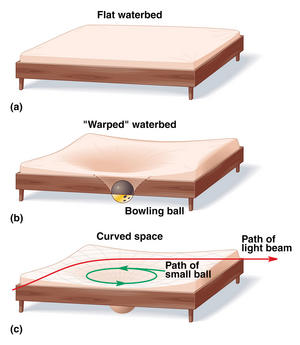 Flat waterbed
(a)
"Warped" waterbed
Bowling ball
(b)
Curved space
Path of
light beam
Path of
small ball
(c)